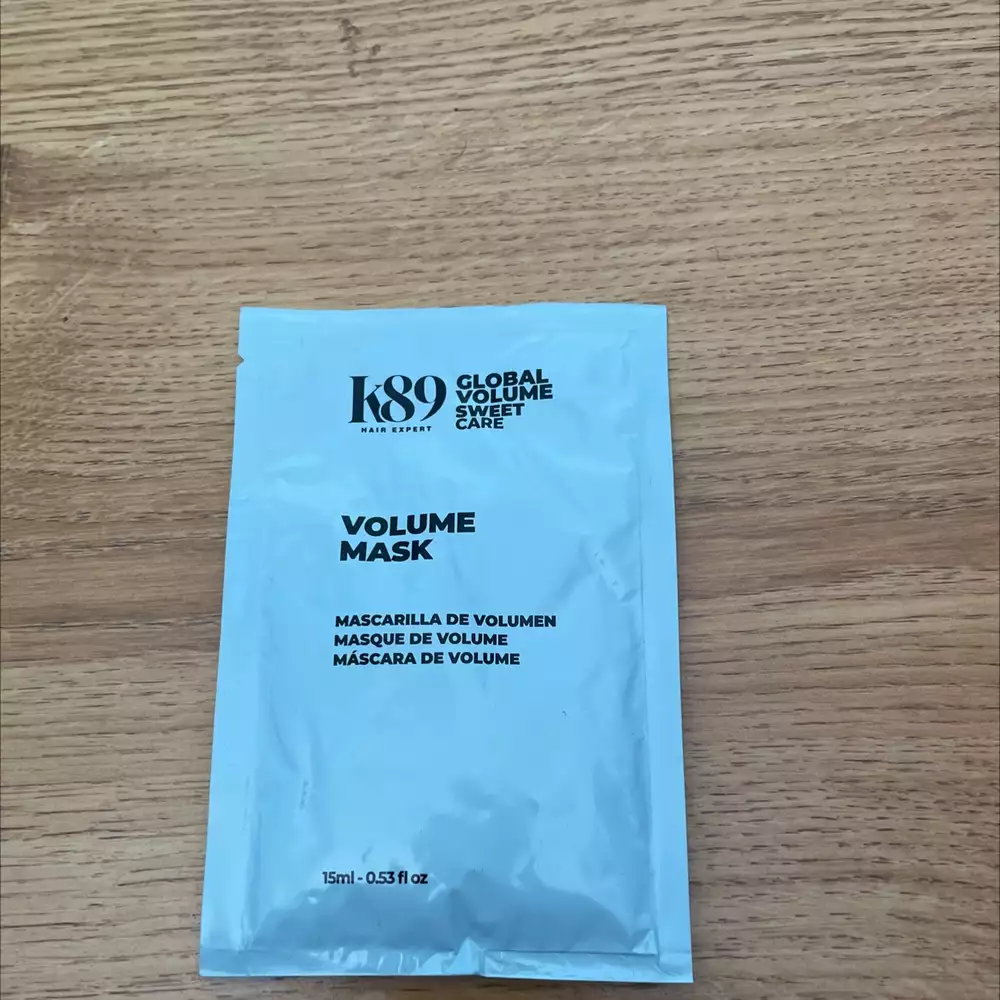 K89
HAIR EXPERT
GLOBAL
VOLUME
SWEET
CARE
VOLUME
MASK
MASCARILLA DE VOLUMEN
MASQUE DE VOLUME
MÁSCARA DE VOLUME
15ml - 0.53 fl oz